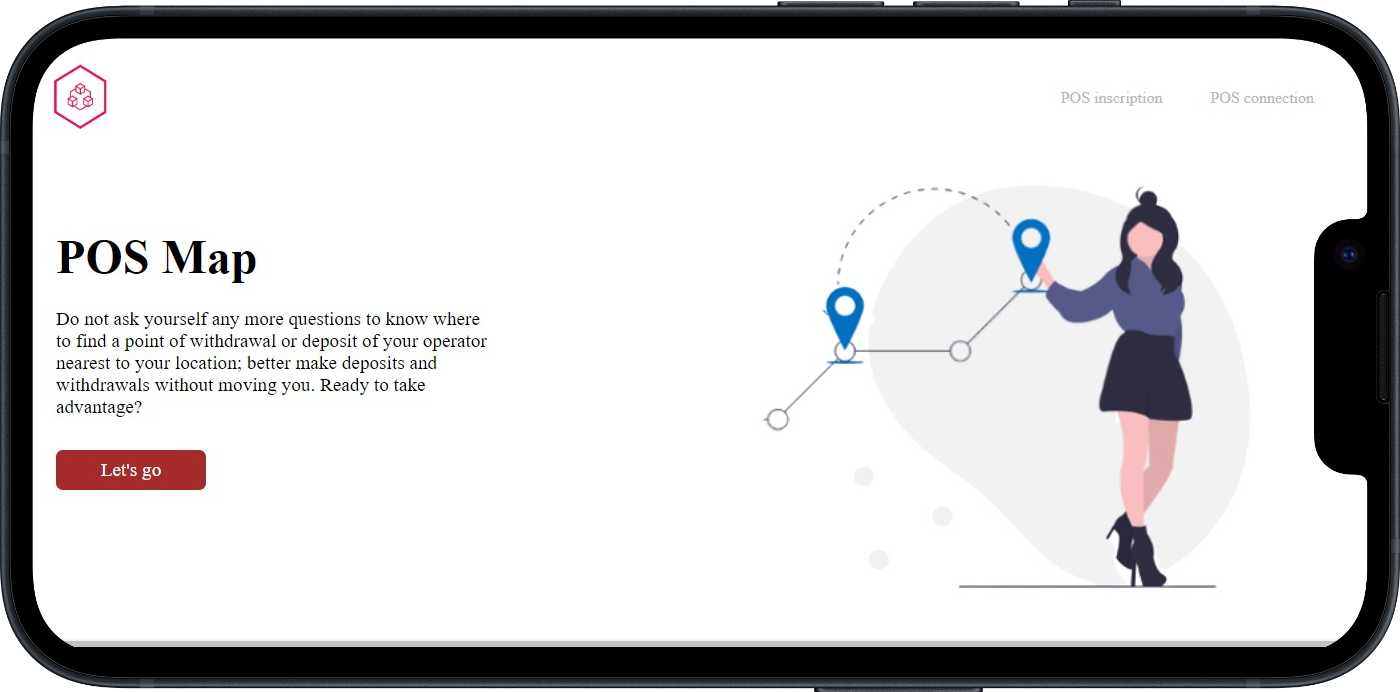 POS inscription POS connection
POS Map
Do not ask yourself any more questions to know where
to find a point of withdrawal or deposit of your operator
nearest to your location; better make deposits and
withdrawals without moving you. Ready to take
advantage?
Let's go